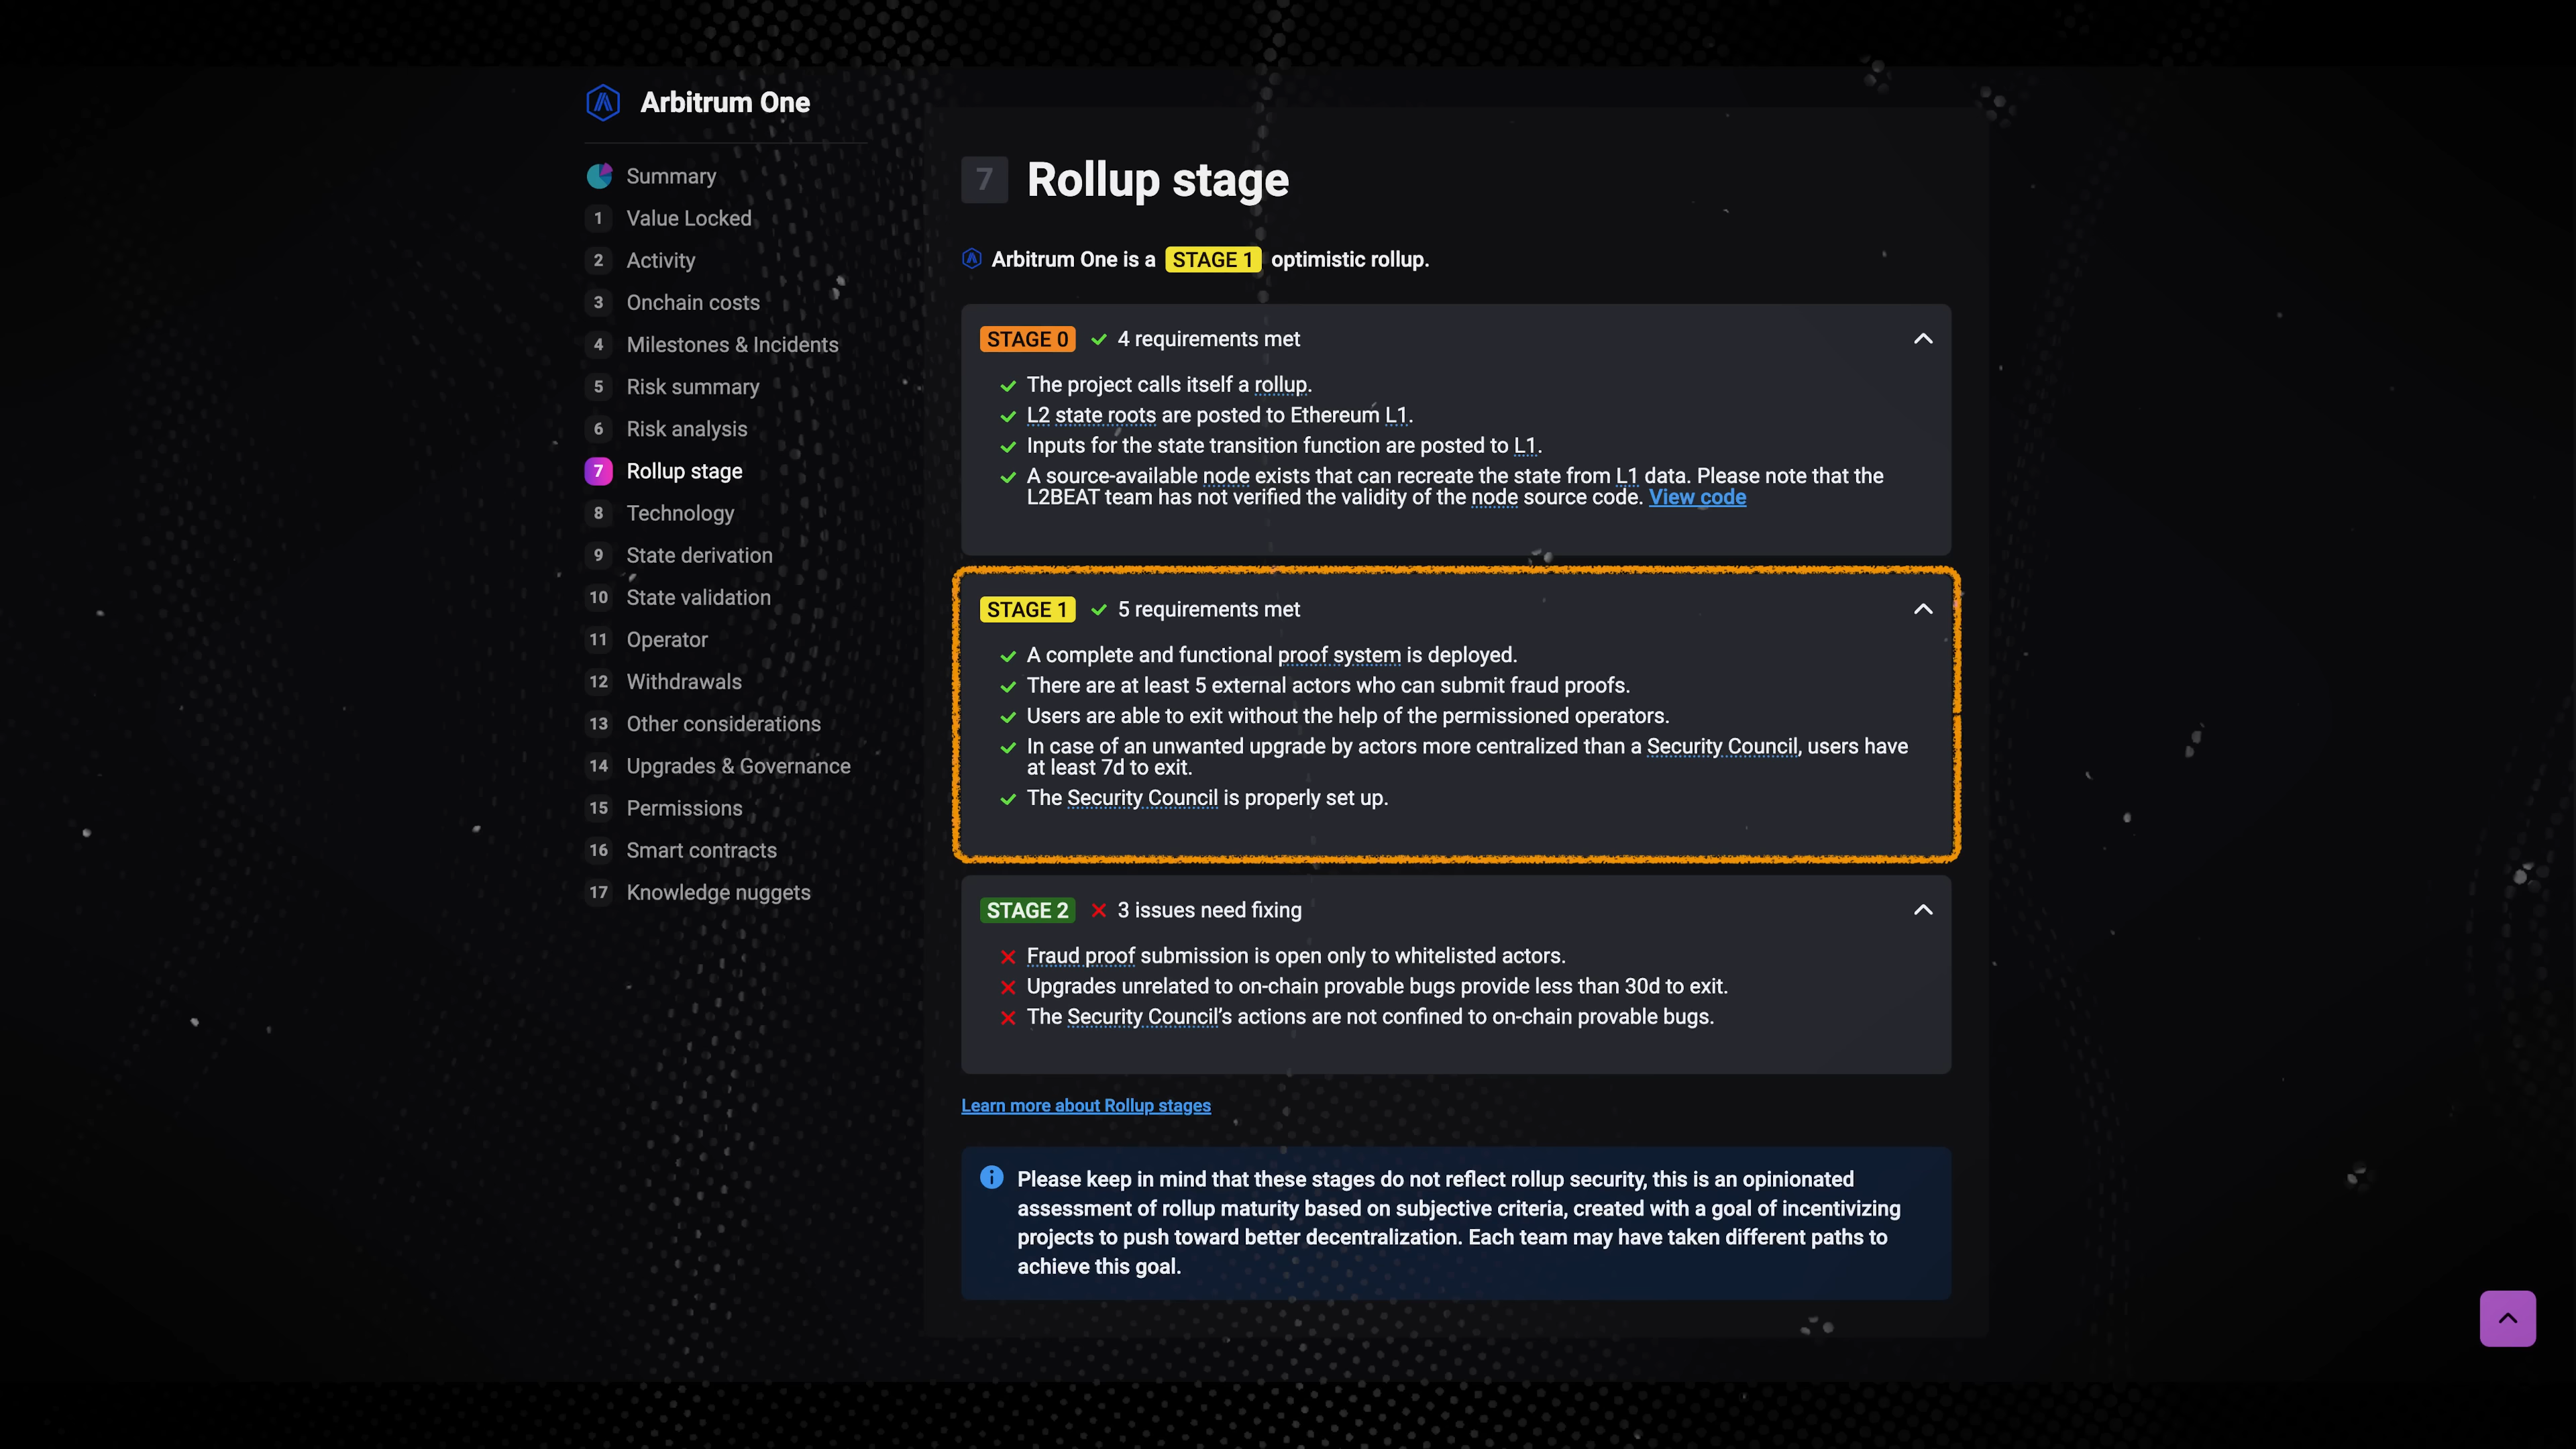 Arbitrum One
Summary
1 Value Locked
2 Activity
3 Onchain costs
4 Milestones & Incidents
5 Risk summary
6 Risk analysis
7 Rollup stage
8 Technology
9 State derivation
10 State validation
11 Operator
12 Withdrawals
13 Other considerations
14 Upgrades & Governance
15 Permissions
16 Smart contracts
17 Knowledge nuggets
7 Rollup stage
Arbitrum One is a STAGE 1 optimistic rollup.
STAGE 0 4 requirements met
The project calls itself a rollup.
L2 state roots are posted to Ethereum L1.
Inputs for the state transition function are posted to L1.
A source-available node exists that can recreate the state from L1 data. Please note that the
L2BEAT team has not verified the validity of the node source code. View code
STAGE 1 5 requirements met
A complete and functional proof system is deployed.
There are at least 5 external actors who can submit fraud proofs.
Users are able to exit without the help of the permissioned operators.
In case of an unwanted upgrade by actors more centralized than a Security Council, users have
at least 7d to exit.
The Security Council is properly set up.
STAGE 2 3 issues need fixing
Fraud proof submission is open only to whitelisted actors.
Upgrades unrelated to on-chain provable bugs provide less than 30d to exit.
The Security Council's actions are not confined to on-chain provable bugs.
Learn more about Rollup stages
Please keep in mind that these stages do not reflect rollup security, this is an opinionated
assessment of rollup maturity based on subjective criteria, created with a goal of incentivizing
projects to push toward better decentralization. Each team may have taken different paths to
achieve this goal.